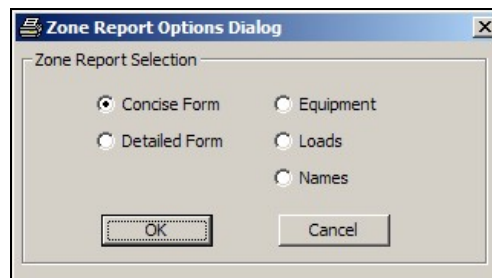 Zone Report Options Dialog
Zone Report Selection
Concise Form
Equipment
Detailed Form
Loads
Names
OK
Cancel